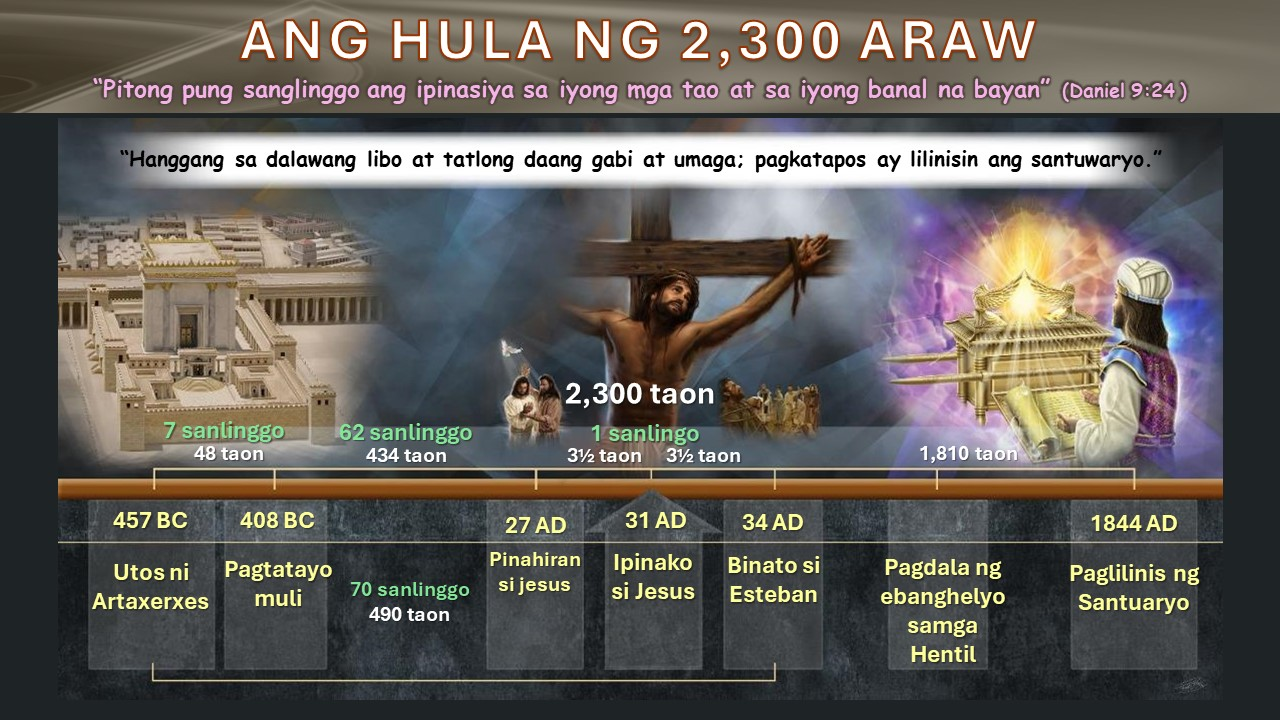 ANG HULA NG 2,300 ARAW
“Pitong pung sanglinggo ang ipinasiya sa iyong mga tao at sa iyong banal na bayan” (Daniel 9:24 )
“Hanggang sa dalawang libo at tatlong daang gabi at umaga; pagkatapos ay lilinisin ang santuwaryo.”
2,300 taon
7 sanlinggo
48 taon
62 sanlinggo
434 taon
1 sanlingo
3½ taon 3½ taon
1,810 taon
457 BC
Utos ni
Artaxerxes
408 BC
Pagtatayo
muli
70 sanlinggo
490 taon
27 AD
Pinahiran
si jesus
31 AD
Ipinako
si Jesus
34 AD
Binato si
Esteban
Pagdala ng
ebanghelyo
samga
Hentil
1844 AD
Paglilinis ng
Santuaryo